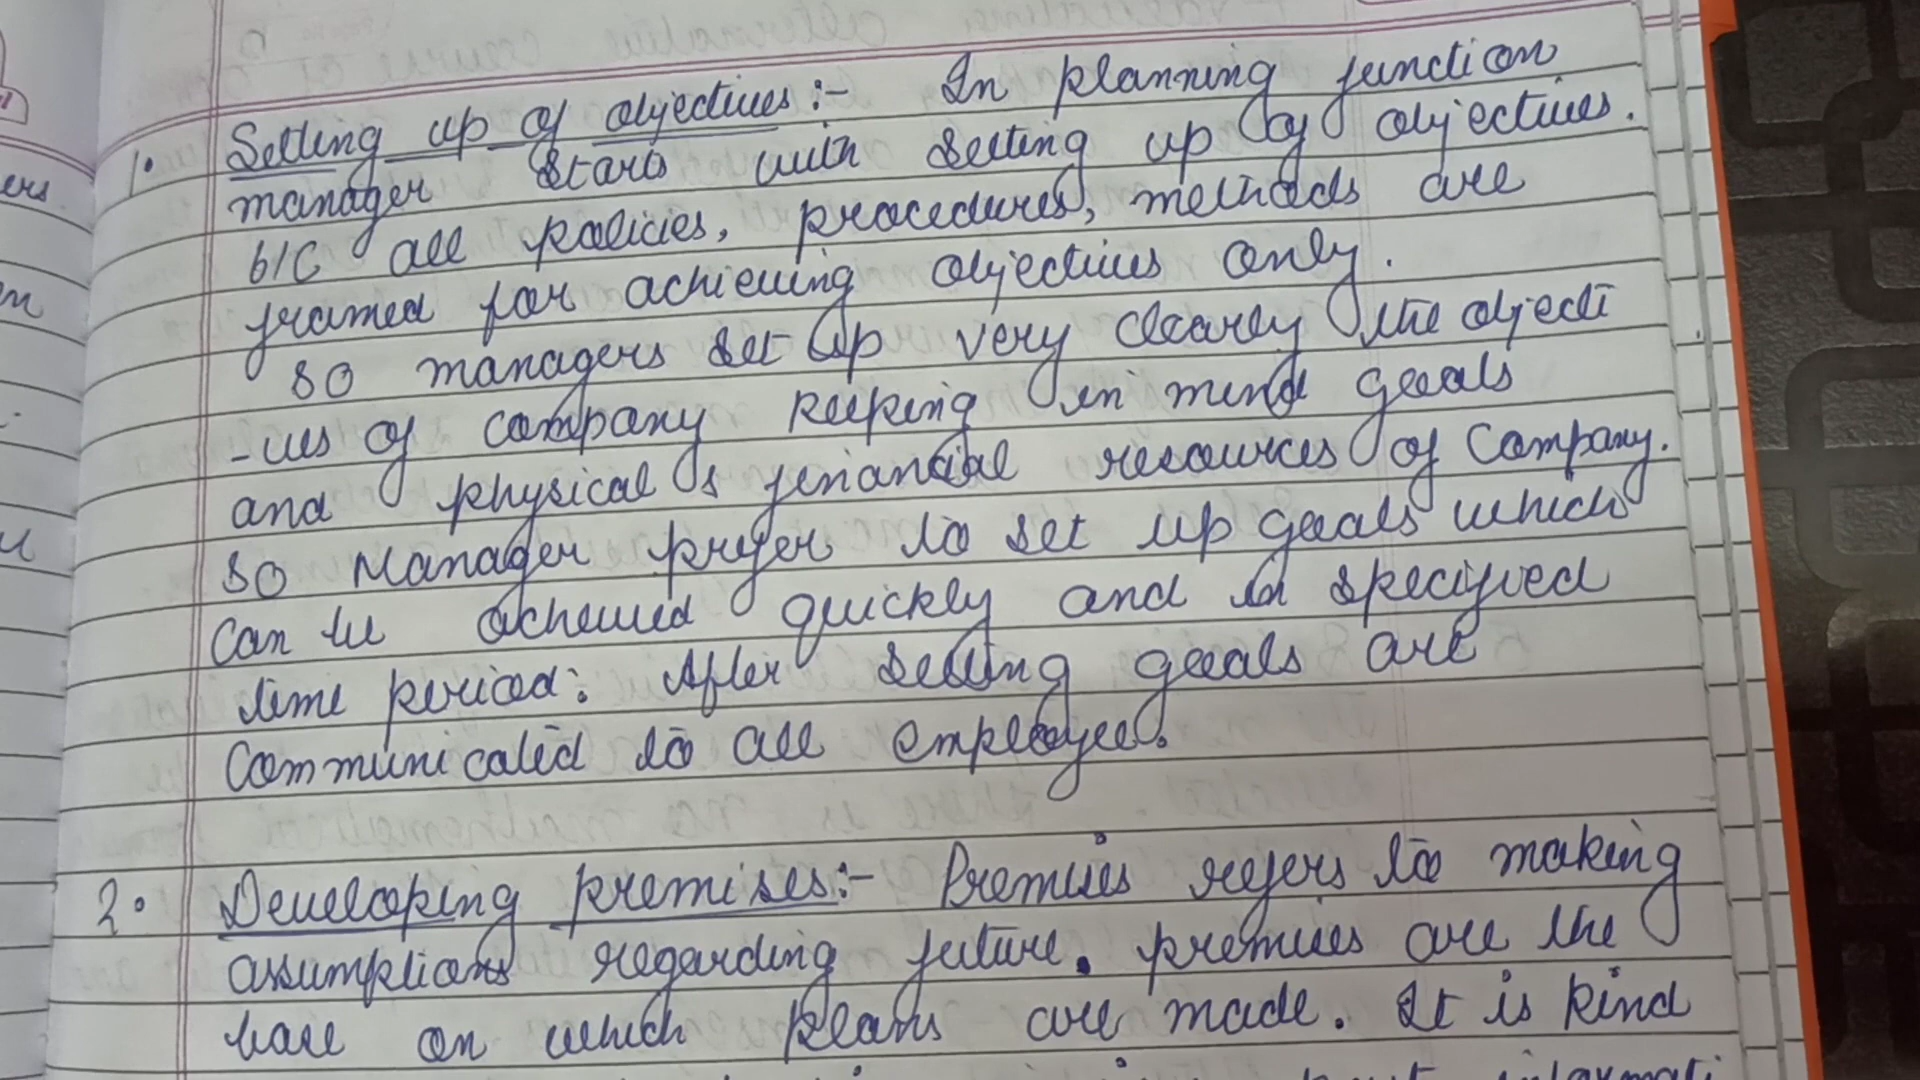 1. Setting up of objectives :- In planning function
manager starts with setting up of objectives.
b/c all policies, procedures, methods are
framed for achieving objectives only.
so managers set up very clearly the objecti
-ves of company keeping in mind goals
and physical & financial resources of Company.
so Manager prefer to set up goals which
can be achieved quickly and in specified
time period. After setting goals are
Communicated to all employees.
2. Developing premises :- Premises refers to making
assumptions regarding future. premises are the
base on which plans are made. It is kind
informati